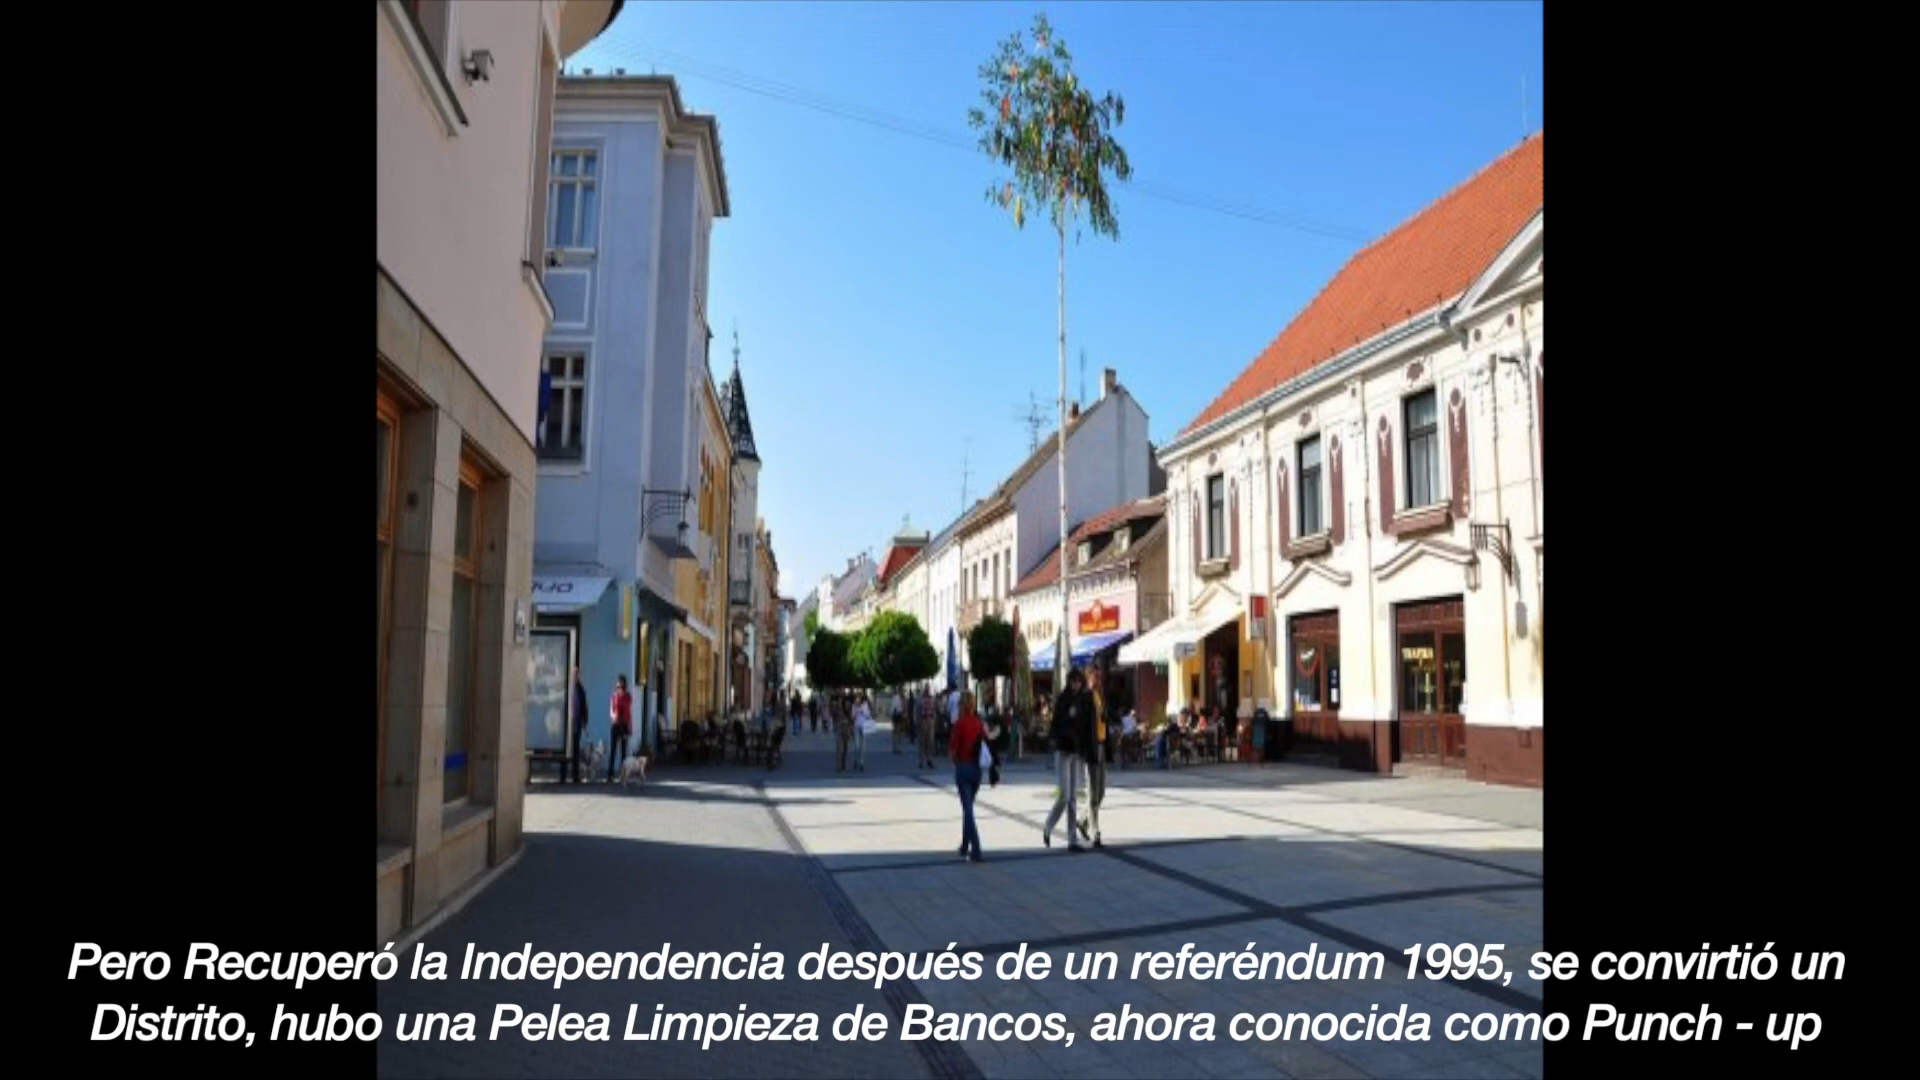 Pero Recuperó la Independencia después de un referéndum 1995, se convirtió un
Distrito, hubo una Pelea Limpieza de Bancos, ahora conocida como Punch - up